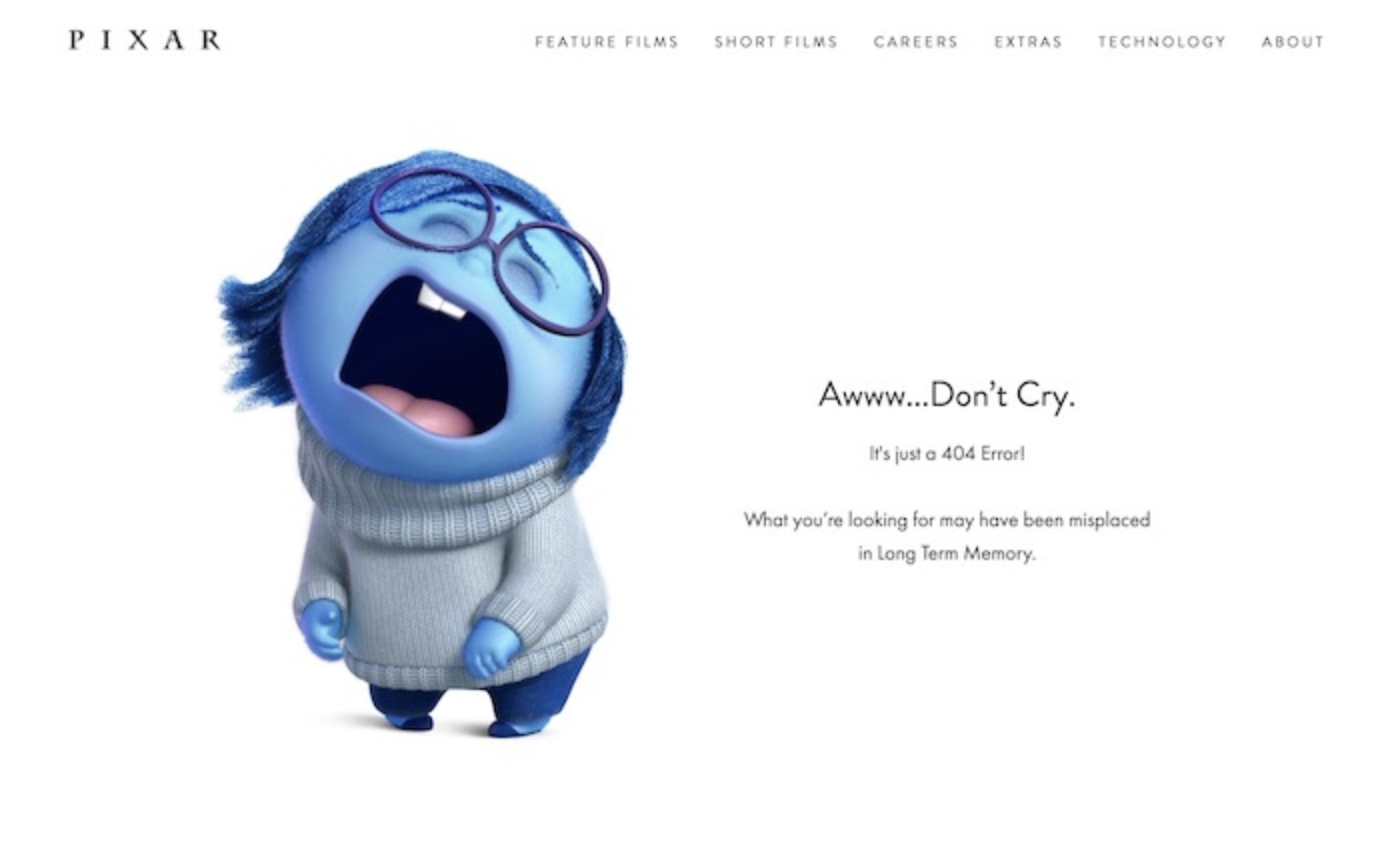 PIXAR
FEATURE FILMS SHORT FILMS CAREERS EXTRAS TECHNOLOGY ABOUT
Awww...Don’t Cry.
It's just a 404 Error!
What you’re looking for may have been misplaced
in Long Term Memory.